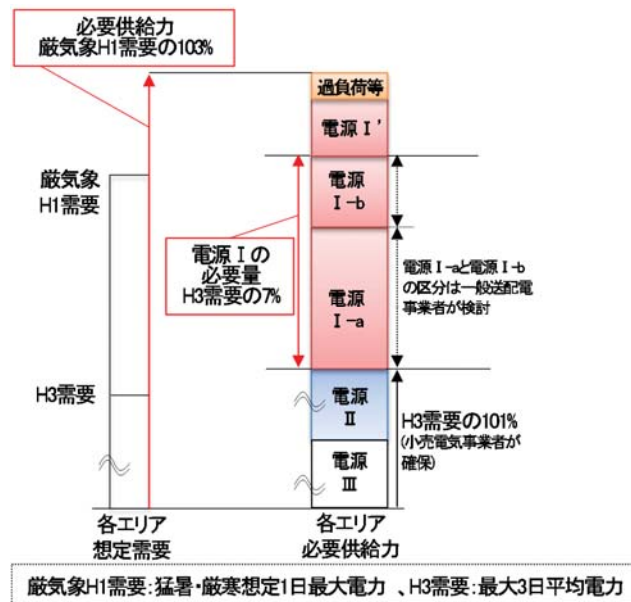 必要供給力
厳気象H1需要の103%
過負荷等
電源Ⅰ’
厳気象
H1需要
電源
Ⅰ-b
電源Ⅰの
必要量
H3需要の7%
電源Ⅰ-aと電源Ⅰ-b
の区分は一般送配電
事業者が検討
電源
Ⅰ-a
H3需要
電源
Ⅱ
H3需要の101%
(小売電気事業者が
確保)
電源
Ⅲ
各エリア
想定需要
各エリア
必要供給力
厳気象H1需要:猛暑・厳寒想定1日最大電力 、H3需要:最大3日平均電力